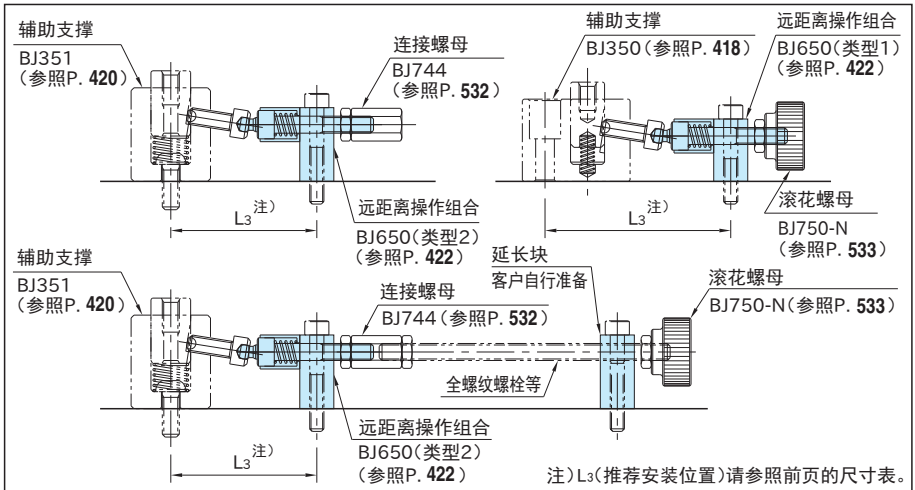 辅助支撑
BJ351
(参照P. 420)
连接螺母
BJ744
(参照P. 532)
L₃注)
远距离操作组合
BJ650(类型2)
(参照P. 422)
辅助支撑
BJ350(参照P. 418)
远距离操作组合
BJ650(类型1)
(参照P. 422)
L₃注)
滚花螺母
BJ750-N
(参照P. 533)
辅助支撑
BJ351
(参照P. 420)
连接螺母
BJ744(参照P. 532)
延长块
客户自行准备
滚花螺母
BJ750-N(参照P. 533)
全螺纹螺栓等
L₃注)
远距离操作组合
BJ650(类型2)
(参照P. 422)
注)L₃(推荐安装位置)请参照前页的尺寸表。